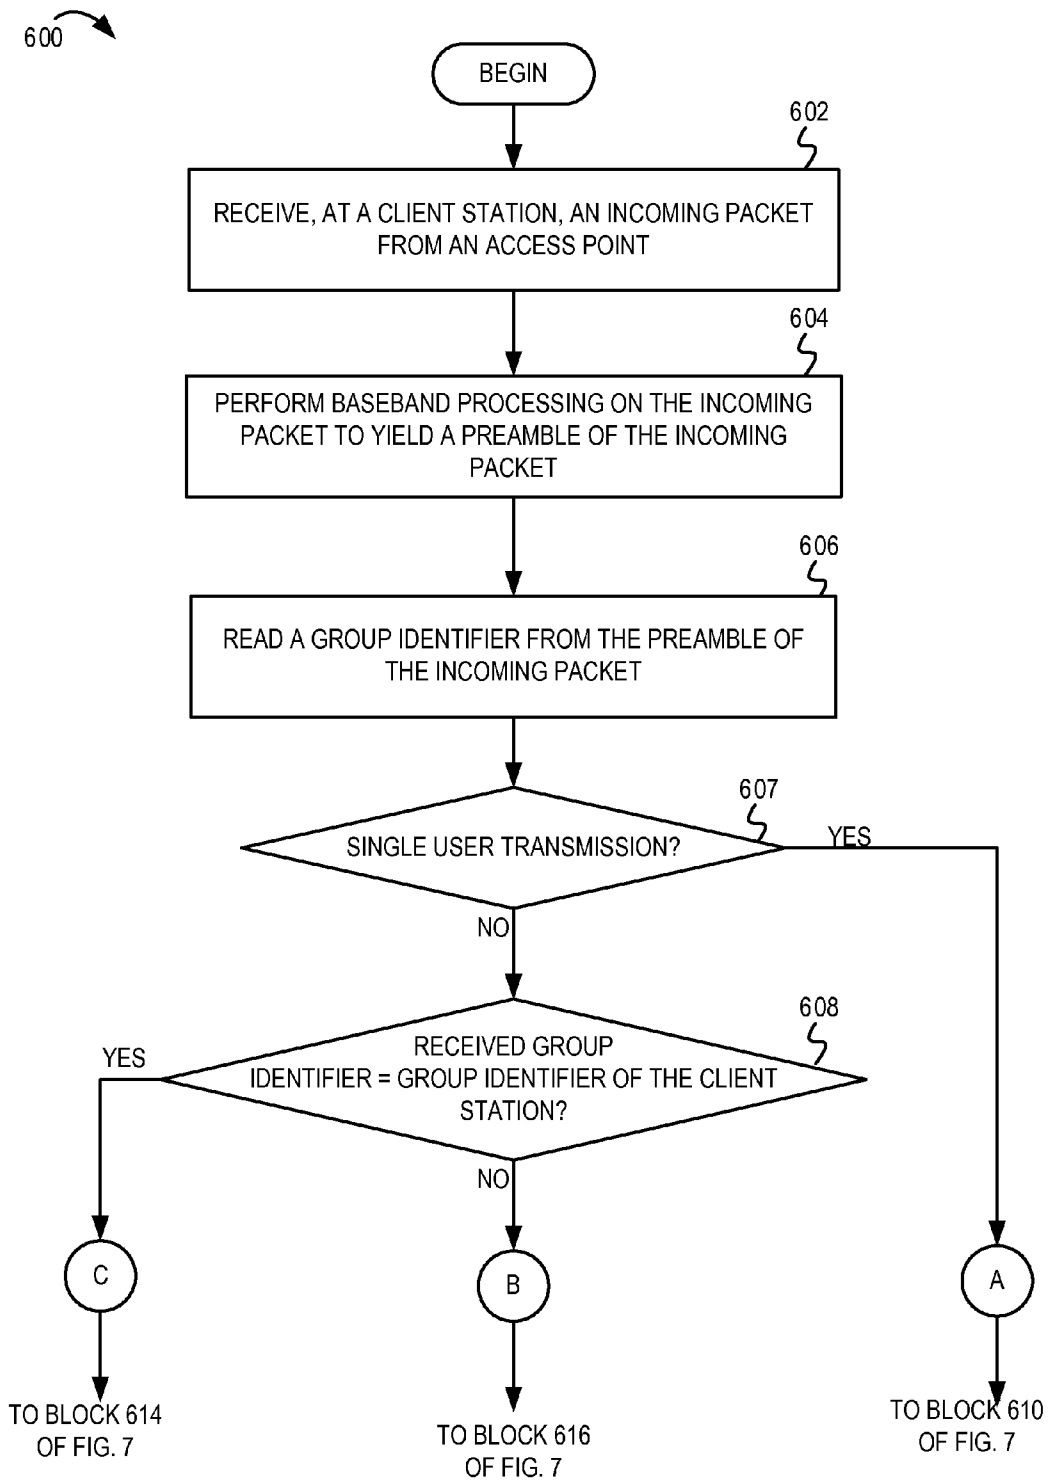 600
BEGIN
602
RECEIVE, AT A CLIENT STATION, AN INCOMING PACKET
FROM AN ACCESS POINT
604
PERFORM BASEBAND PROCESSING ON THE INCOMING
PACKET TO YIELD A PREAMBLE OF THE INCOMING
PACKET
606
READ A GROUP IDENTIFIER FROM THE PREAMBLE OF
THE INCOMING PACKET
607
SINGLE USER TRANSMISSION?
YES
NO
608
RECEIVED GROUP
IDENTIFIER = GROUP IDENTIFIER OF THE CLIENT
STATION?
YES
NO
C
B
A
TO BLOCK 614
OF FIG. 7
TO BLOCK 616
OF FIG. 7
TO BLOCK 610
OF FIG. 7